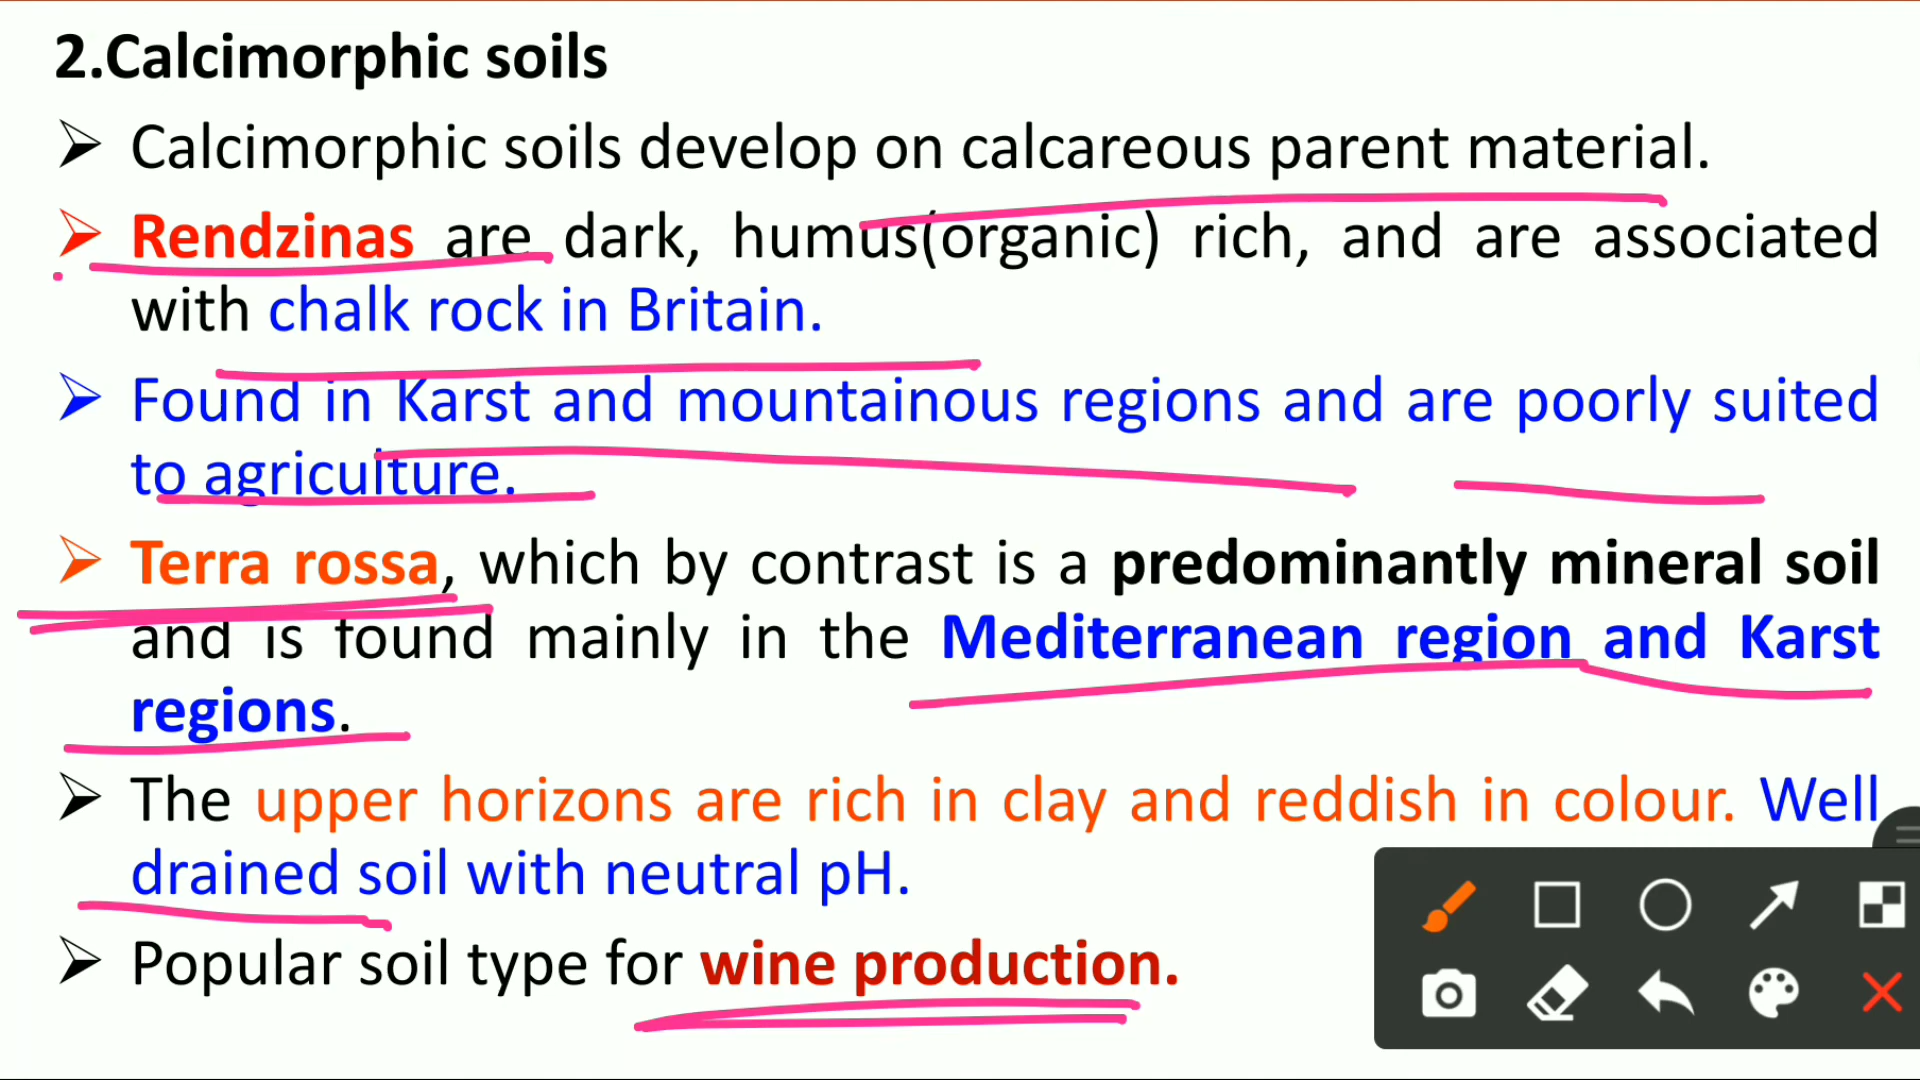 2.Calcimorphic soils
➢ Calcimorphic soils develop on calcareous parent material.
➢ Rendzinas are dark, humus(organic) rich, and are associated
with chalk rock in Britain.
➢ Found in Karst and mountainous regions and are poorly suited
to agriculture.
➢ Terra rossa, which by contrast is a predominantly mineral soil
and is found mainly in the Mediterranean region and Karst
regions.
➢ The upper horizons are rich in clay and reddish in colour. Well
drained soil with neutral pH.
➢ Popular soil type for wine production.